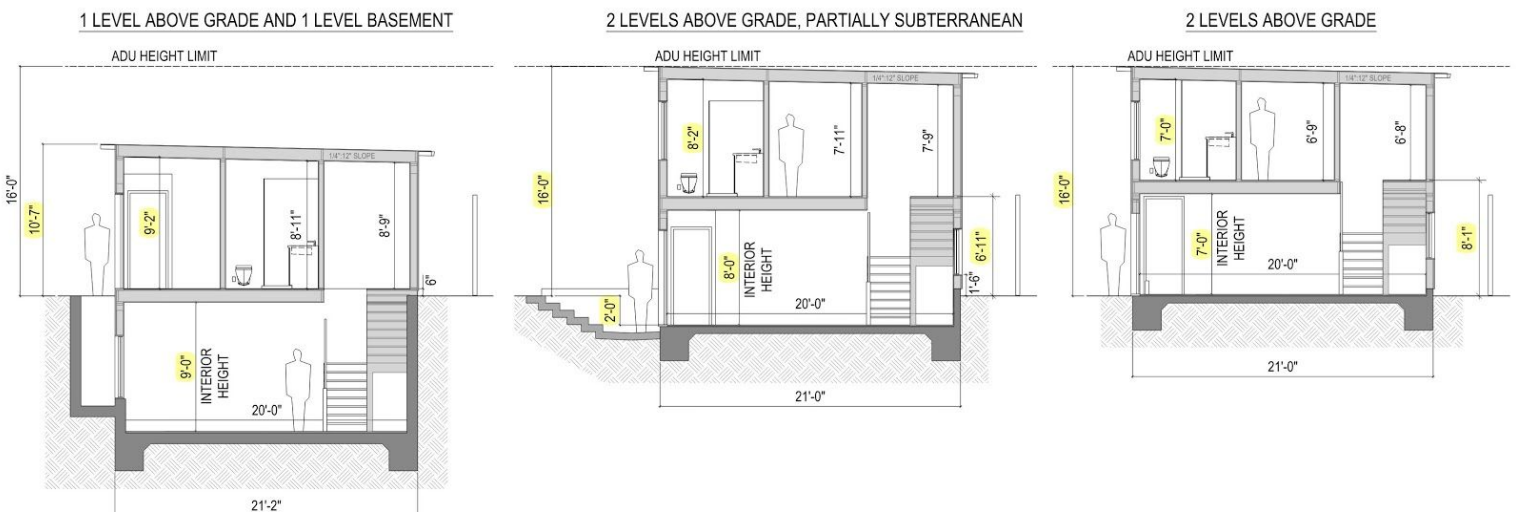 1 LEVEL ABOVE GRADE AND 1 LEVEL BASEMENT
ADU HEIGHT LIMIT
16'-0"
10'-7"
1/4":12" SLOPE
9'-2"
8'-11"
8'-9"
6"
9'-0"
INTERIOR
HEIGHT
20'-0"
21'-2"
2 LEVELS ABOVE GRADE, PARTIALLY SUBTERRANEAN
ADU HEIGHT LIMIT
1/4":12" SLOPE
16'-0"
8'-2"
7'-11"
7'-9"
8'-0"
INTERIOR
HEIGHT
6'-11"
1'-6"
2'-0"
20'-0"
21'-0"
2 LEVELS ABOVE GRADE
ADU HEIGHT LIMIT
1/4":12" SLOPE
16'-0"
7'-0"
6'-9"
6'-8"
7'-0"
INTERIOR
HEIGHT
8'-1"
20'-0"
21'-0"